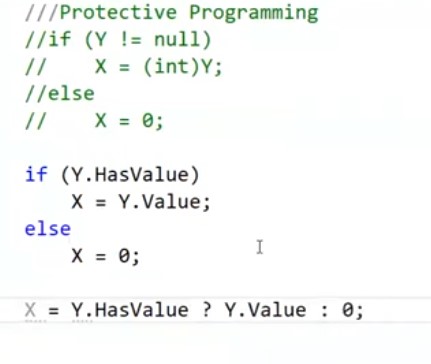 ///Protective Programming
//if (Y != null)
//    X = (int)Y;
//else
//    X = 0;
if (Y.HasValue)
    X = Y.Value;
else
    X = 0;
X = Y.HasValue ? Y.Value : 0;